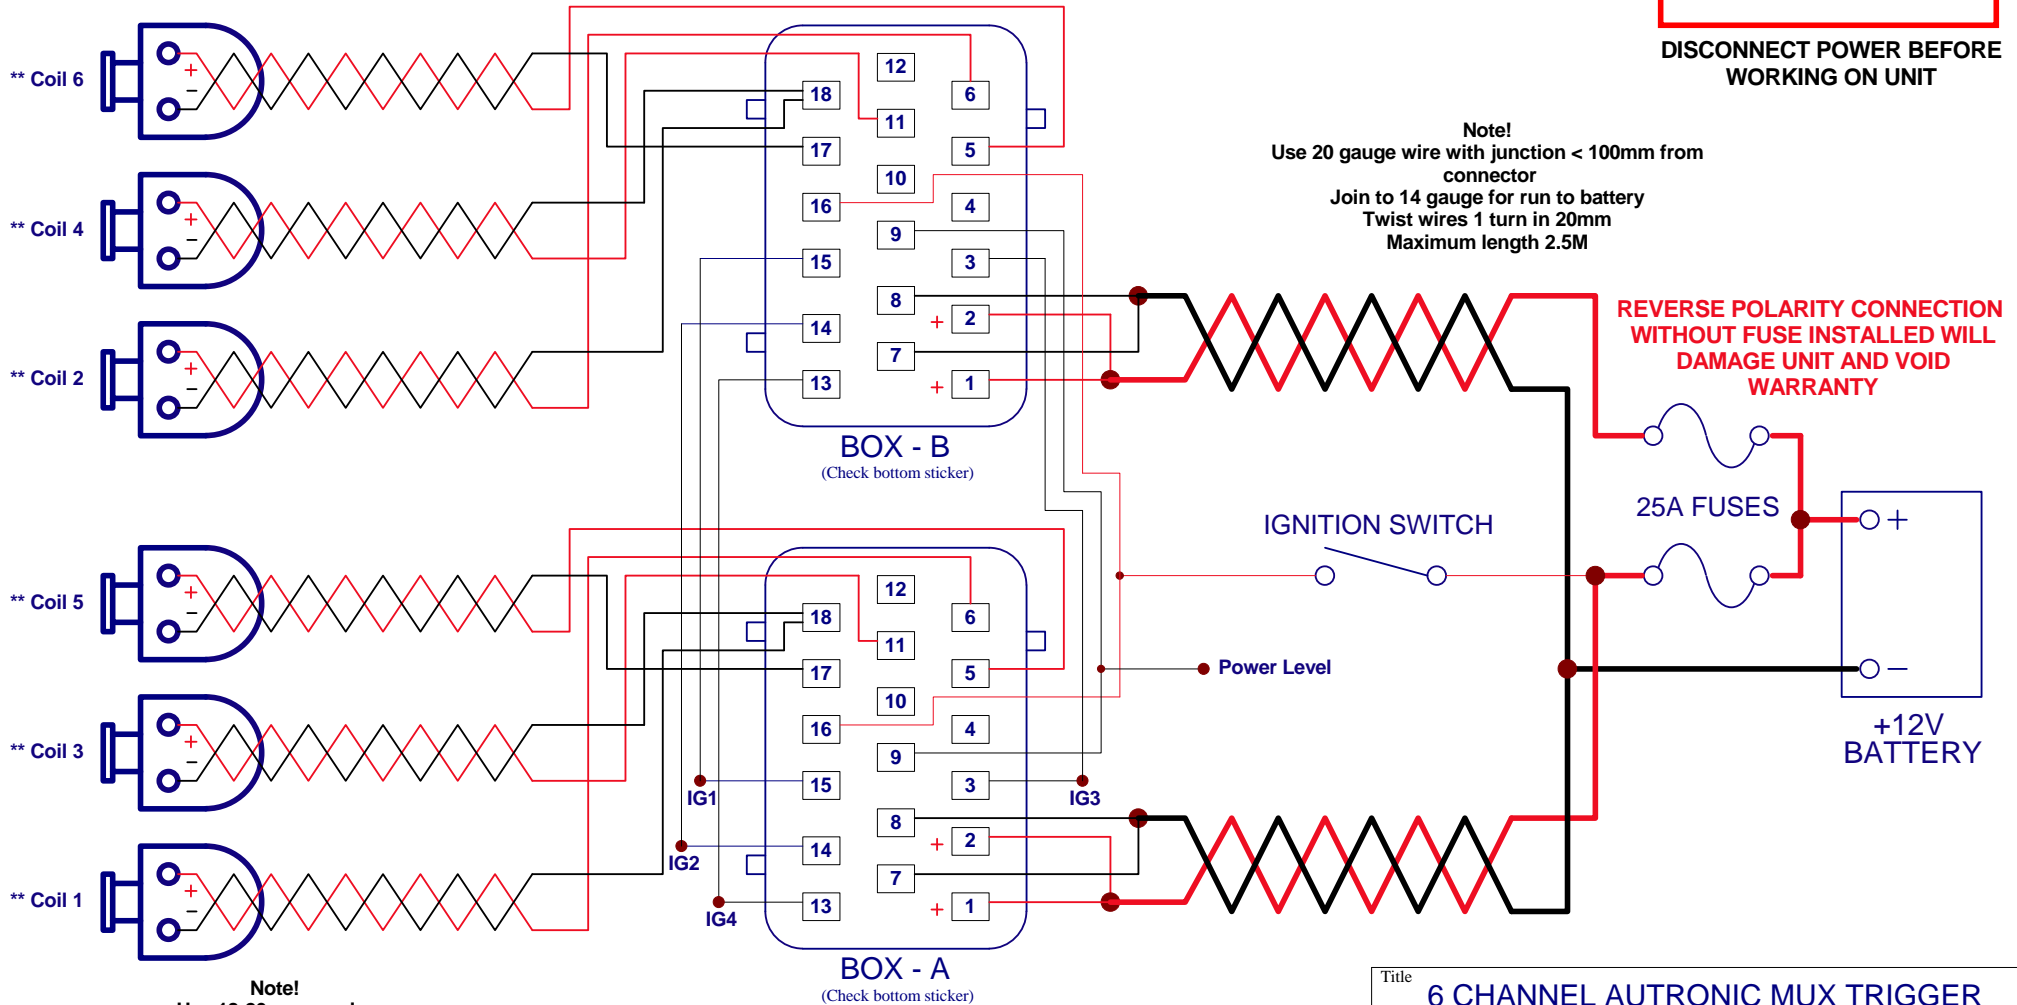 DISCONNECT POWER BEFORE
WORKING ON UNIT
Note!
Use 20 gauge wire with junction < 100mm from
connector
Join to 14 gauge for run to battery
Twist wires 1 turn in 20mm
Maximum length 2.5M
REVERSE POLARITY CONNECTION
WITHOUT FUSE INSTALLED WILL
DAMAGE UNIT AND VOID
WARRANTY
** Coil 6
+
−
** Coil 4
+
−
** Coil 2
+
−
12
18
6
11
17
5
10
16
4
9
15
3
8
14
+ 2
7
13
+ 1
BOX - B
(Check bottom sticker)
25A FUSES
IGNITION SWITCH
+
−
+12V
BATTERY
Power Level
** Coil 5
+
−
** Coil 3
+
−
** Coil 1
+
−
12
18
6
11
17
5
10
16
4
9
15
3
8
14
+ 2
7
13
+ 1
IG1
IG2
IG4
IG3
BOX - A
(Check bottom sticker)
Note!
Title
6 CHANNEL AUTRONIC MUX TRIGGER